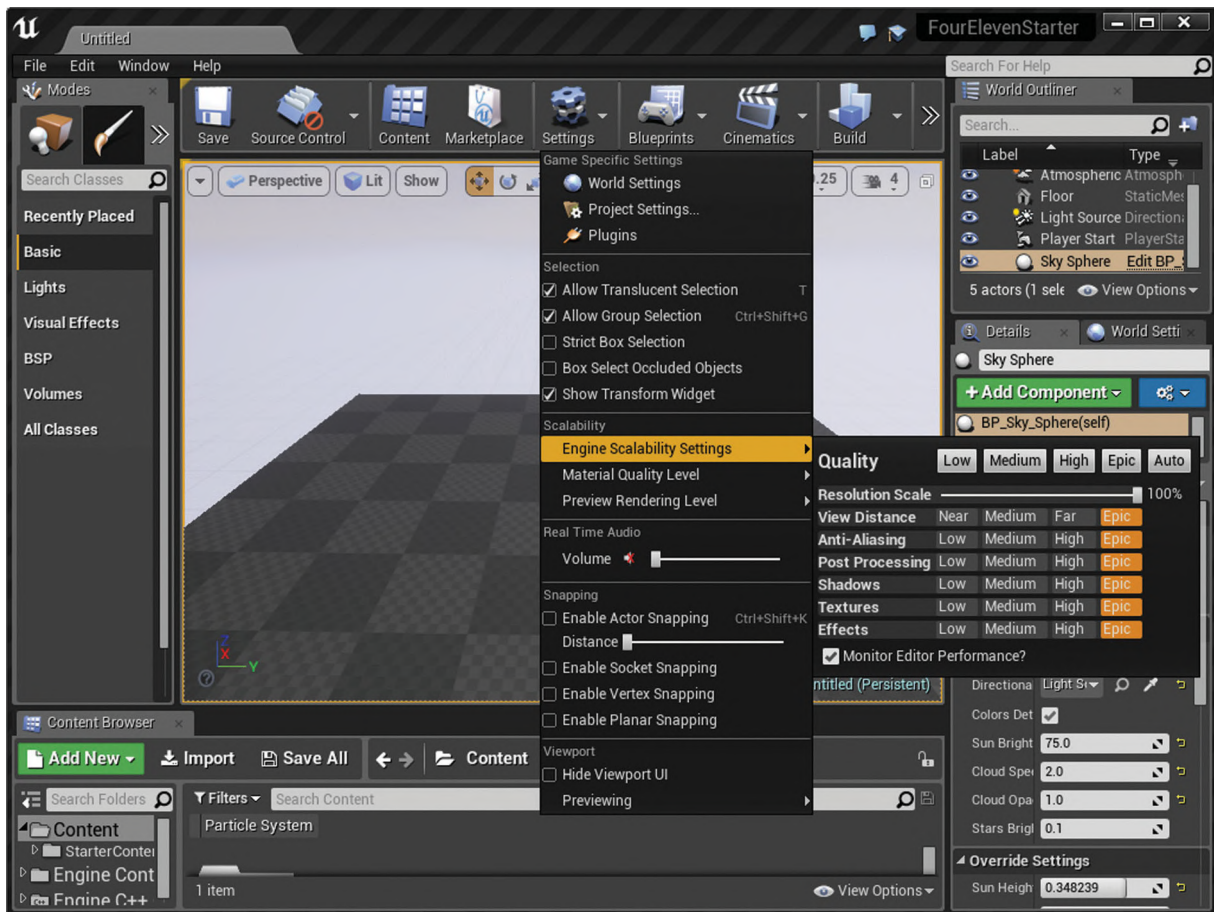 Untitled
FourElevenStarter
File Edit Window Help
Search For Help
Modes
Save Source Control Content Marketplace Settings Blueprints Cinematics Build
World Outliner
Search...
Label Type
Search Classes
Perspective Lit Show
.25 4
Atmospheric Atmosph
Floor StaticMes
Light Source Direction
Player Start PlayerSta
Sky Sphere Edit BP_S
5 actors (1 sele View Options
Recently Placed
Basic
Lights
Visual Effects
BSP
Volumes
All Classes
Game Specific Settings
World Settings
Project Settings...
Plugins
Selection
Allow Translucent Selection T
Allow Group Selection Ctrl+Shift+G
Strict Box Selection
Box Select Occluded Objects
Show Transform Widget
Scalability
Engine Scalability Settings
Material Quality Level
Preview Rendering Level
Real Time Audio
Volume
Snapping
Enable Actor Snapping Ctrl+Shift+K
Distance
Enable Socket Snapping
Enable Vertex Snapping
Enable Planar Snapping
Viewport
Hide Viewport UI
Previewing
Details World Setti
Sky Sphere
+Add Component
BP_Sky_Sphere(self)
Quality Low Medium High Epic Auto
Resolution Scale 100%
View Distance Near Medium Far Epic
Anti-Aliasing Low Medium High Epic
Post Processing Low Medium High Epic
Shadows Low Medium High Epic
Textures Low Medium High Epic
Effects Low Medium High Epic
Monitor Editor Performance?
Z
X
Y
ntitled (Persistent)
Directiona Light S
Colors Det
Sun Bright 75.0
Cloud Spe 2.0
Cloud Opa 1.0
Stars Brigl 0.1
Override Settings
Sun Heigh 0.348239
Content Browser
Add New Import Save All Content
Search Folders
Filters Search Content
Content
StarterConte
Engine Cont
Engine C++
Particle System
1 item View Options